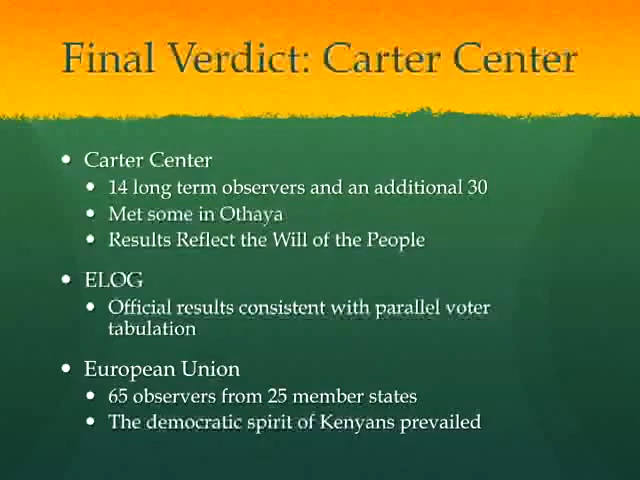 Final Verdict: Carter Center
• Carter Center
• 14 long term observers and an additional 30
• Met some in Othaya
• Results Reflect the Will of the People
• ELOG
• Official results consistent with parallel voter
tabulation
• European Union
• 65 observers from 25 member states
• The democratic spirit of Kenyans prevailed